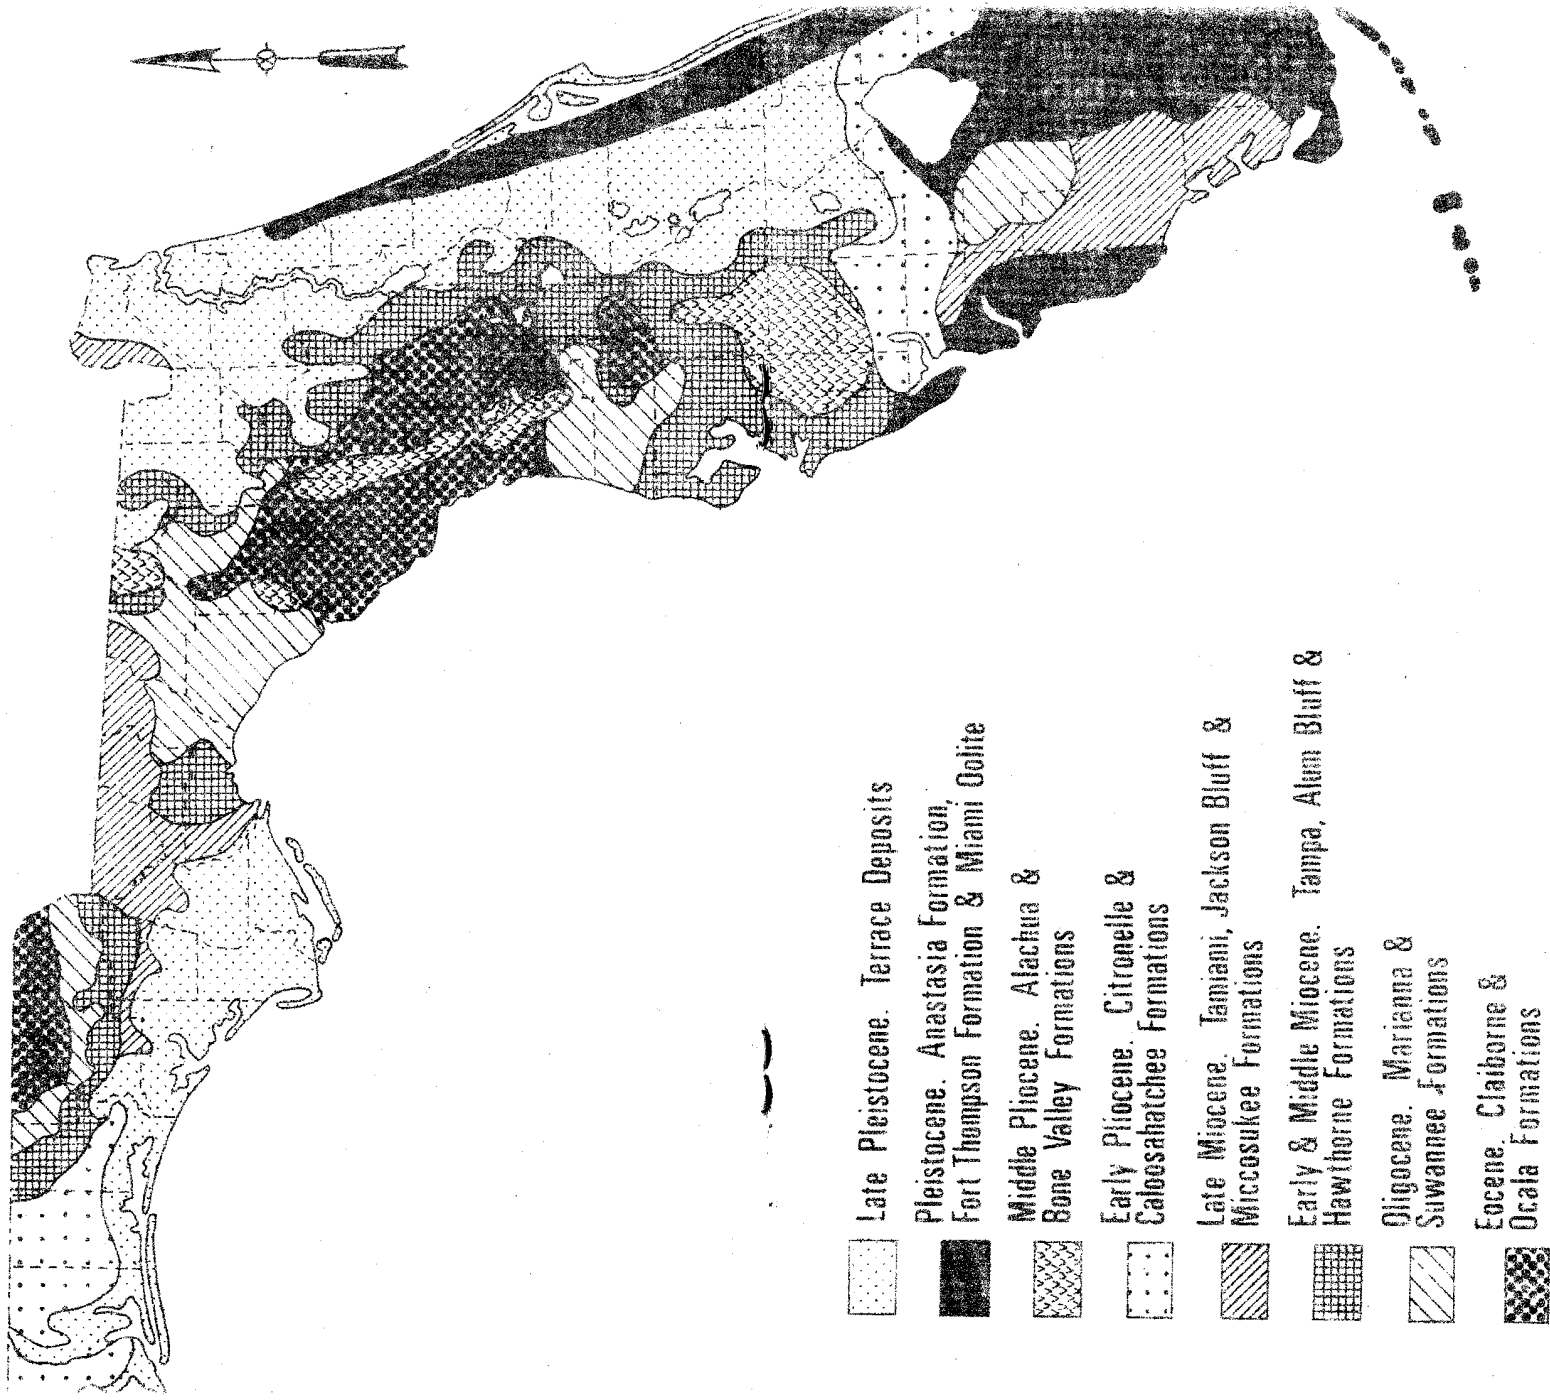 Late Pleistocene. Terrace Deposits
Pleistocene. Anastasia Formation,
Fort Thompson Formation & Miami Oolite
Middle Pliocene. Alachua &
Bone Valley Formations
Early Pliocene. Citronelle &
Caloosahatchee Formations
Late Miocene. Tamiami, Jackson Bluff &
Miccosukee Formations
Early & Middle Miocene. Tampa, Alum Bluff &
Hawthorne Formations
Oligocene. Marianna &
Suwannee Formations
Eocene. Claiborne &
Ocala Formations